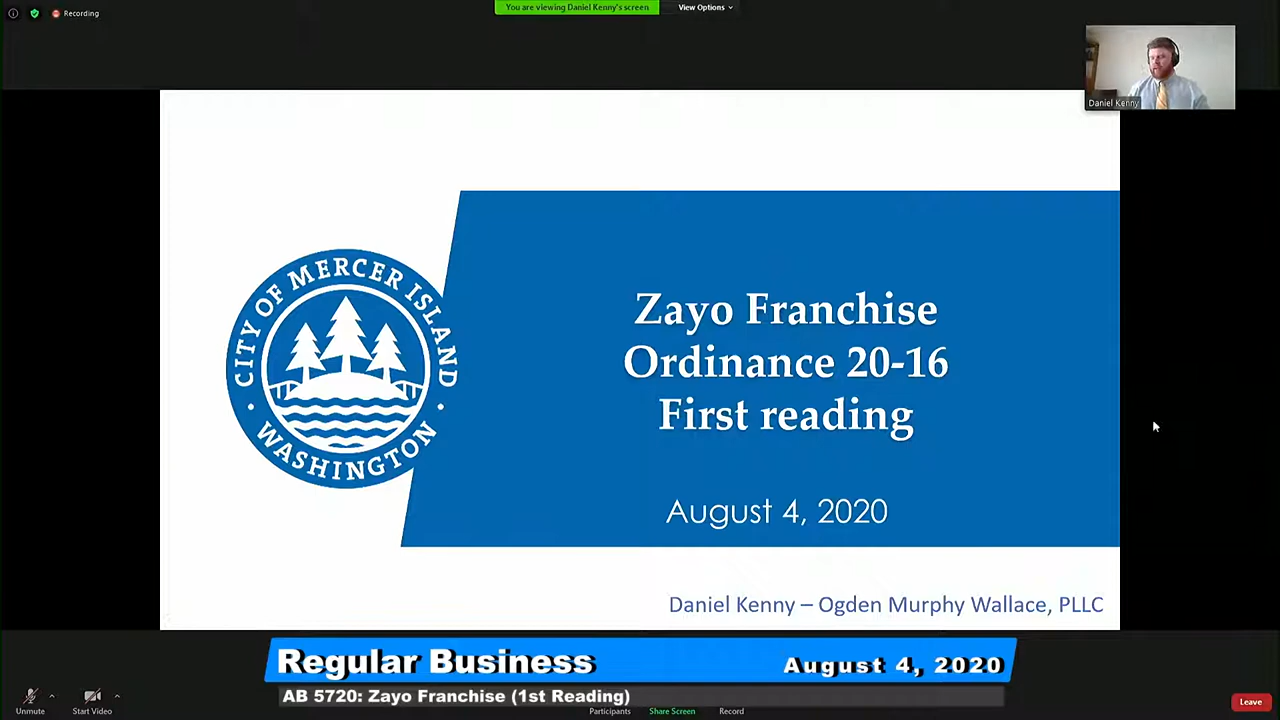 Recording
You are viewing Daniel Kenny's screen
View Options
Daniel Kenny
CITY OF MERCER ISLAND
WASHINGTON
Zayo Franchise
Ordinance 20-16
First reading
August 4, 2020
Daniel Kenny – Ogden Murphy Wallace, PLLC
Regular Business
August 4, 2020
AB 5720: Zayo Franchise (1st Reading)
Unmute
Start Video
Participants
Share Screen
Record
Leave